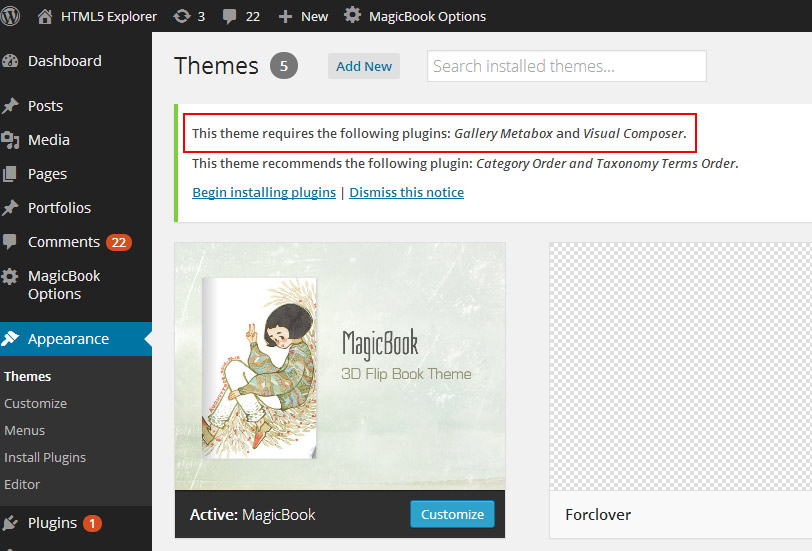 HTML5 Explorer 3 22 New MagicBook Options
Dashboard
Posts
Media
Pages
Portfolios
Comments 22
MagicBook
Options
Appearance
Themes
Customize
Menus
Install Plugins
Editor
Plugins 1
Themes 5 Add New Search installed themes...
This theme requires the following plugins: Gallery Metabox and Visual Composer.
This theme recommends the following plugin: Category Order and Taxonomy Terms Order.
Begin installing plugins | Dismiss this notice
MagicBook
3D Flip Book Theme
Active: MagicBook Customize
Forclover